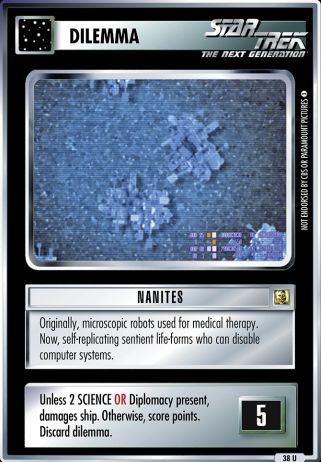 DILEMMA
STAR TREK
THE NEXT GENERATION
NOT ENDORSED BY CBS OR PARAMOUNT PICTURES
NANITES
Originally, microscopic robots used for medical therapy.
Now, self-replicating sentient life-forms who can disable
computer systems.
Unless 2 SCIENCE OR Diplomacy present,
damages ship. Otherwise, score points.
Discard dilemma.
5
38 U